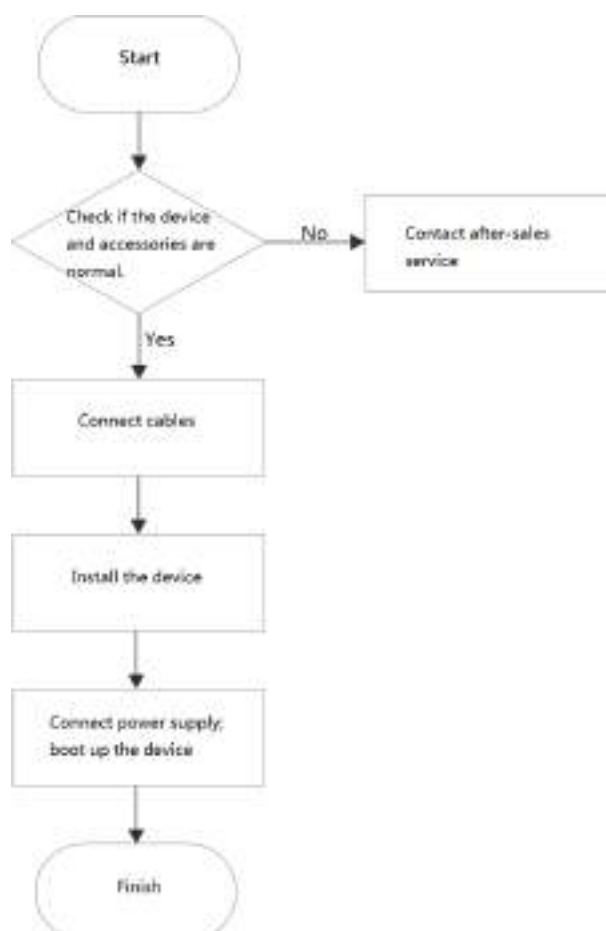 Start
Check if the device
and accessories are
normal.
No
Contact after-sales
service
Yes
Connect cables
Install the device
Connect power supply;
boot up the device
Finish